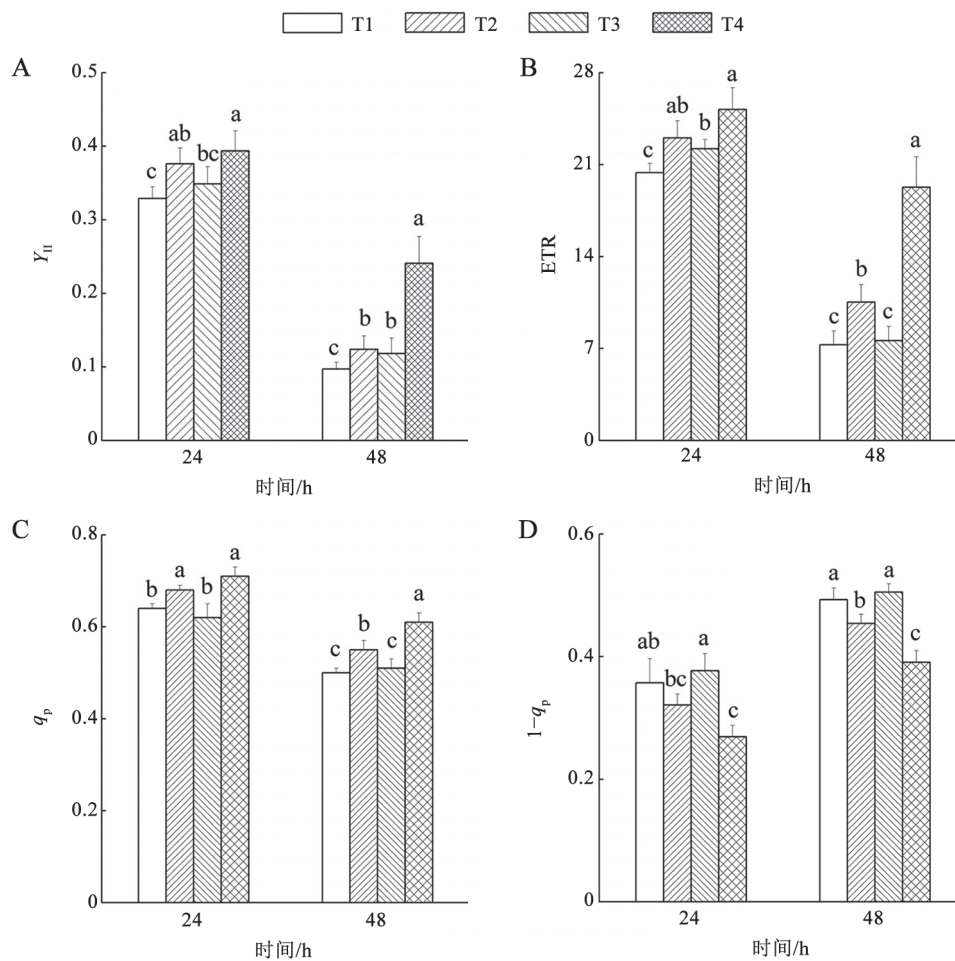 T1 T2 T3 T4
A
0.5
0.4
0.3
0.2
0.1
0
Y_II
c ab bc a
c b b a
24 48
时间/h
B
28
21
14
7
0
ETR
c ab b a
c b c a
24 48
时间/h
C
0.8
0.6
0.4
0.2
0
q_p
b a b a
c b c a
24 48
时间/h
D
0.6
0.4
0.2
0
1−q_p
ab bc a c
a b a c
24 48
时间/h